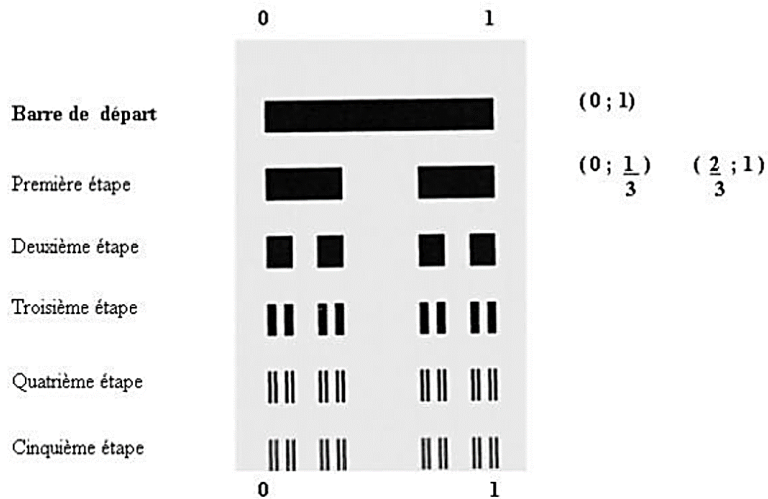 0 1
Barre de départ (0 ; 1)
Première étape (0 ; 1/3) (2/3 ; 1)
Deuxième étape
Troisième étape
Quatrième étape
Cinquième étape
0 1